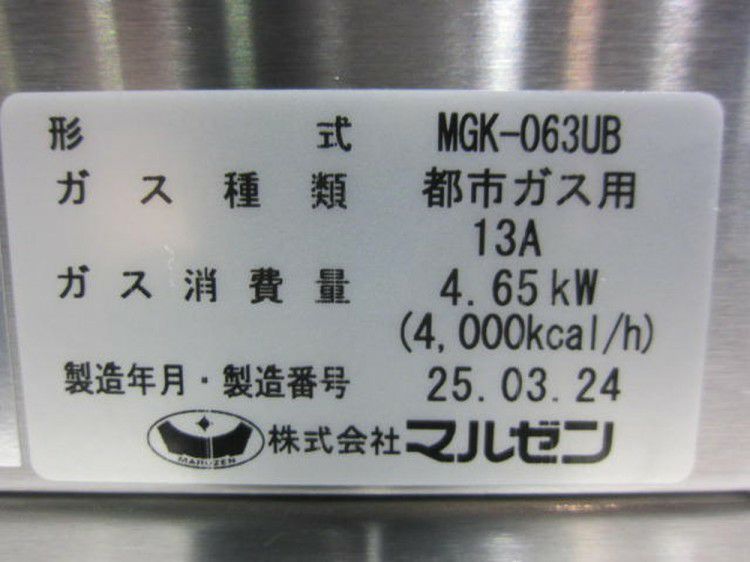 形式 MGK-063UB
ガス種類 都市ガス用
13A
ガス消費量 4.65kW
(4,000kcal/h)
製造年月・製造番号 25.03.24
MARUZEN 株式会社マルゼン